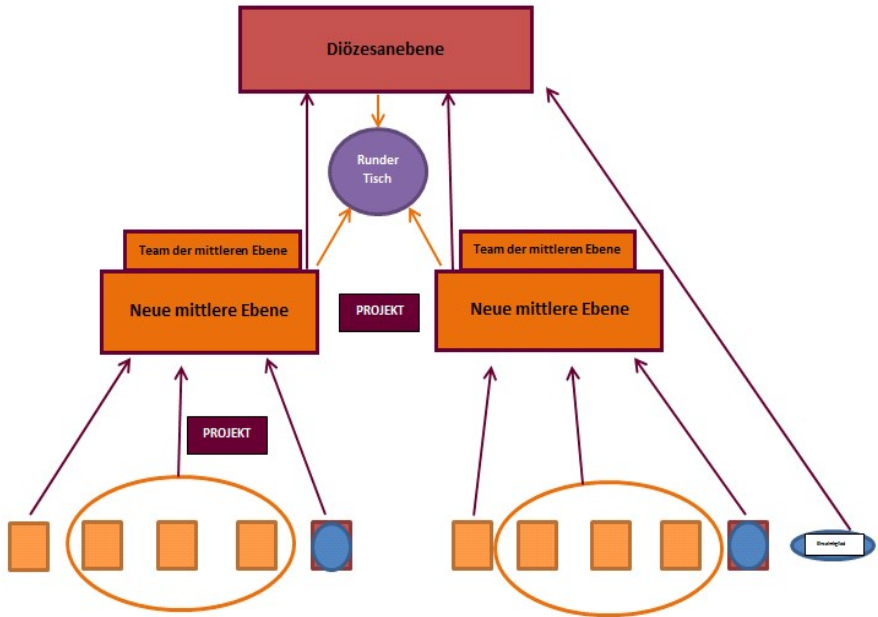 Diözesanebene
Runder
Tisch
Team der mittleren Ebene
Team der mittleren Ebene
Neue mittlere Ebene
PROJEKT
Neue mittlere Ebene
PROJEKT